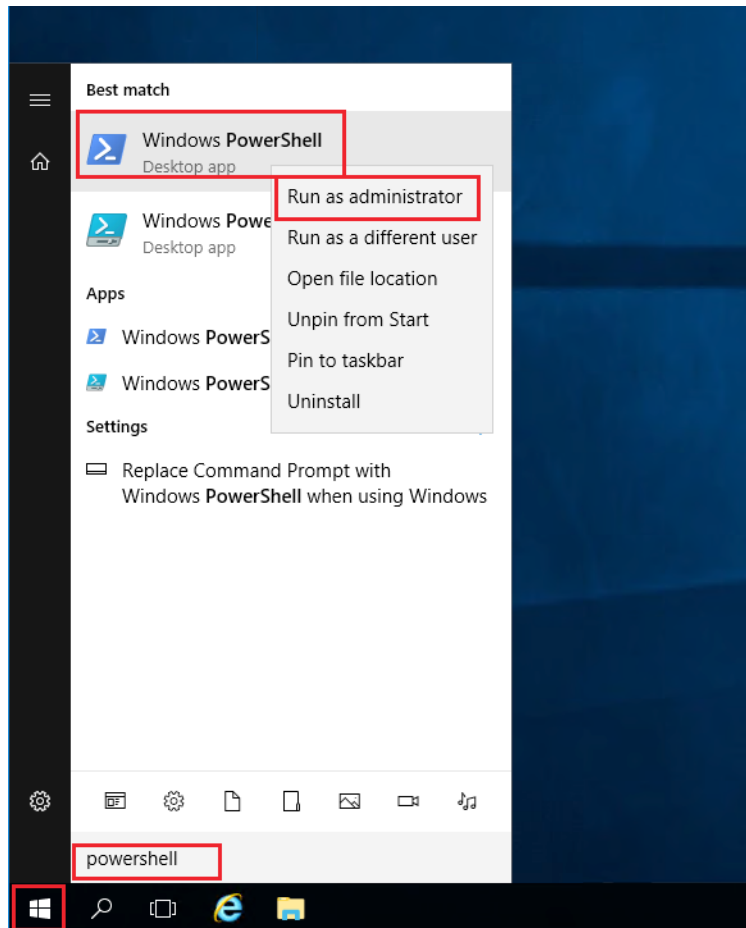 Best match
Windows PowerShell
Desktop app
Run as administrator
Windows Powe
Run as a different user
Desktop app
Open file location
Apps
Unpin from Start
Windows PowerS
Pin to taskbar
Windows PowerS
Uninstall
Settings
Replace Command Prompt with
Windows PowerShell when using Windows
powershell